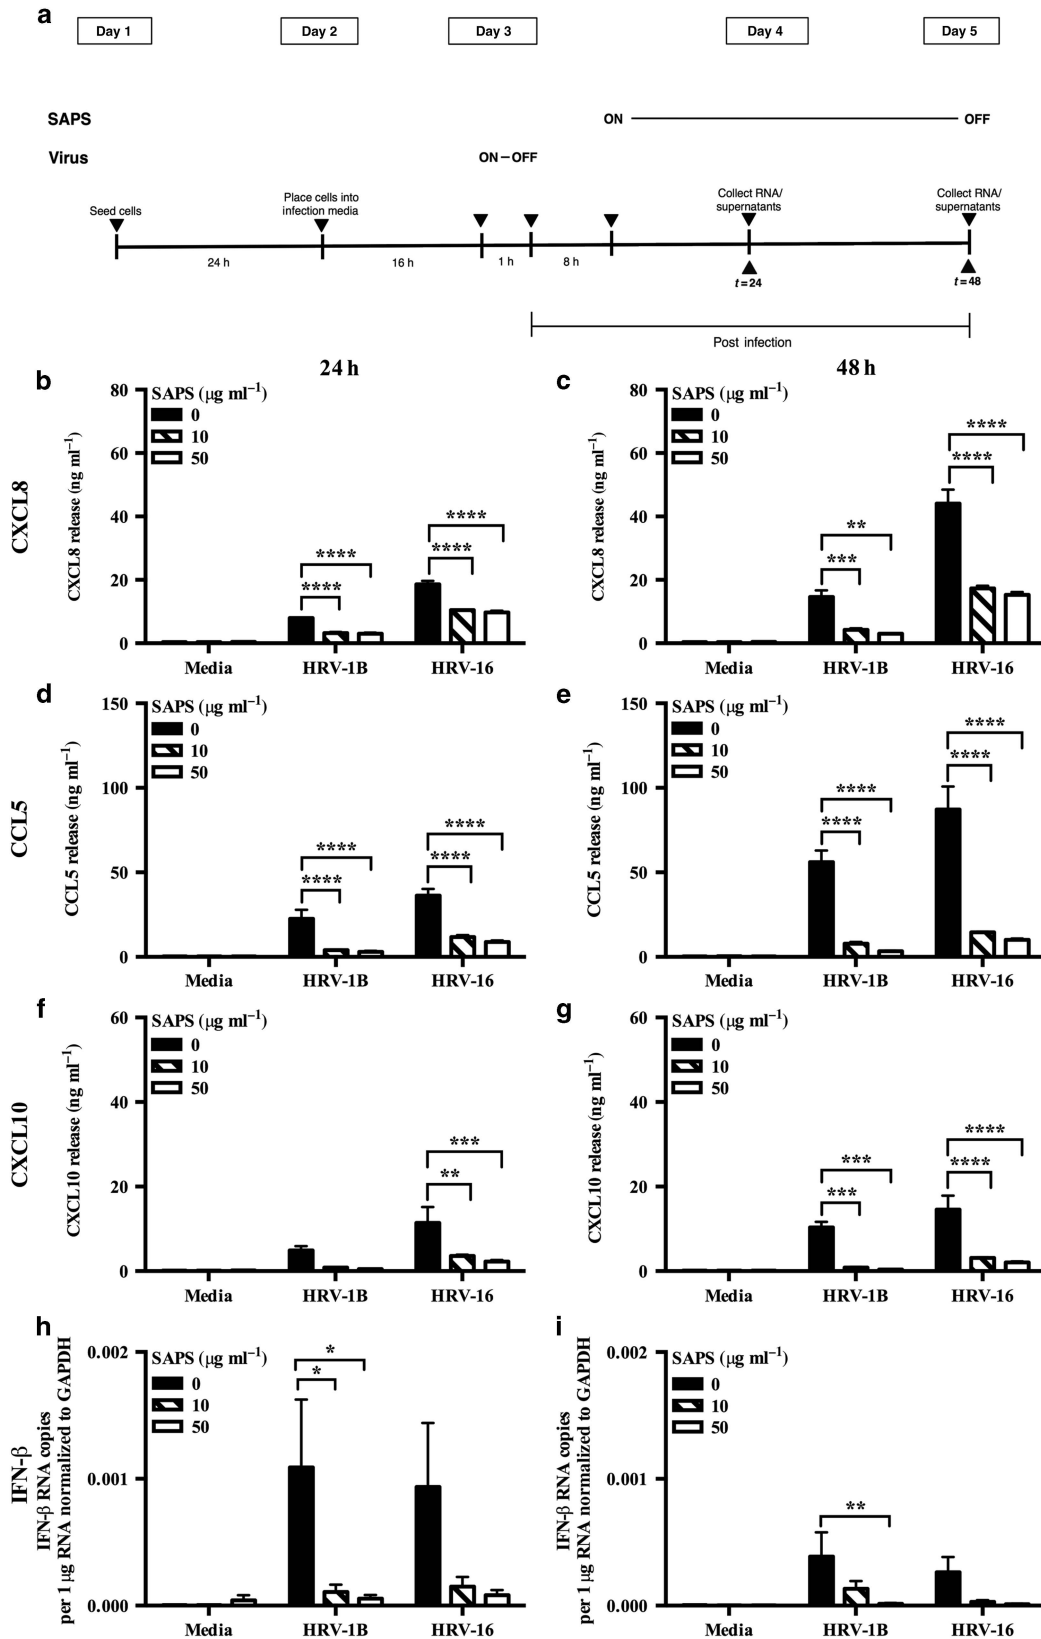 a
Day 1 Day 2 Day 3 Day 4 Day 5
SAPS ON OFF
Virus ON – OFF
Seed cells
Place cells into
infection media
Collect RNA/
supernatants
Collect RNA/
supernatants
24 h 16 h 1 h 8 h
t = 24
t = 48
Post infection
24 h 48 h
b
CXCL8
CXCL8 release (ng ml−1)
SAPS (µg ml−1)
0
10
50
80
60
40
20
0
**** **** **** ****
Media HRV-1B HRV-16
c
CXCL8 release (ng ml−1)
SAPS (µg ml−1)
0
10
50
80
60
40
20
0
*** ** **** ****
Media HRV-1B HRV-16
d
CCL5
CCL5 release (ng ml−1)
SAPS (µg ml−1)
0
10
50
150
100
50
0
**** **** **** ****
Media HRV-1B HRV-16
e
CCL5 release (ng ml−1)
SAPS (µg ml−1)
0
10
50
150
100
50
0
**** **** **** ****
Media HRV-1B HRV-16
f
CXCL10
CXCL10 release (ng ml−1)
SAPS (µg ml−1)
0
10
50
60
40
20
0
** ***
Media HRV-1B HRV-16
g
CXCL10 release (ng ml−1)
SAPS (µg ml−1)
0
10
50
60
40
20
0
*** *** **** ****
Media HRV-1B HRV-16
h
IFN-β
IFN-β RNA copies
per 1 µg RNA normalized to GAPDH
SAPS (µg ml−1)
0
10
50
0.002
0.001
0.000
* *
Media HRV-1B HRV-16
i
IFN-β RNA copies
per 1 µg RNA normalized to GAPDH
SAPS (µg ml−1)
0
10
50
0.002
0.001
0.000
**
Media HRV-1B HRV-16